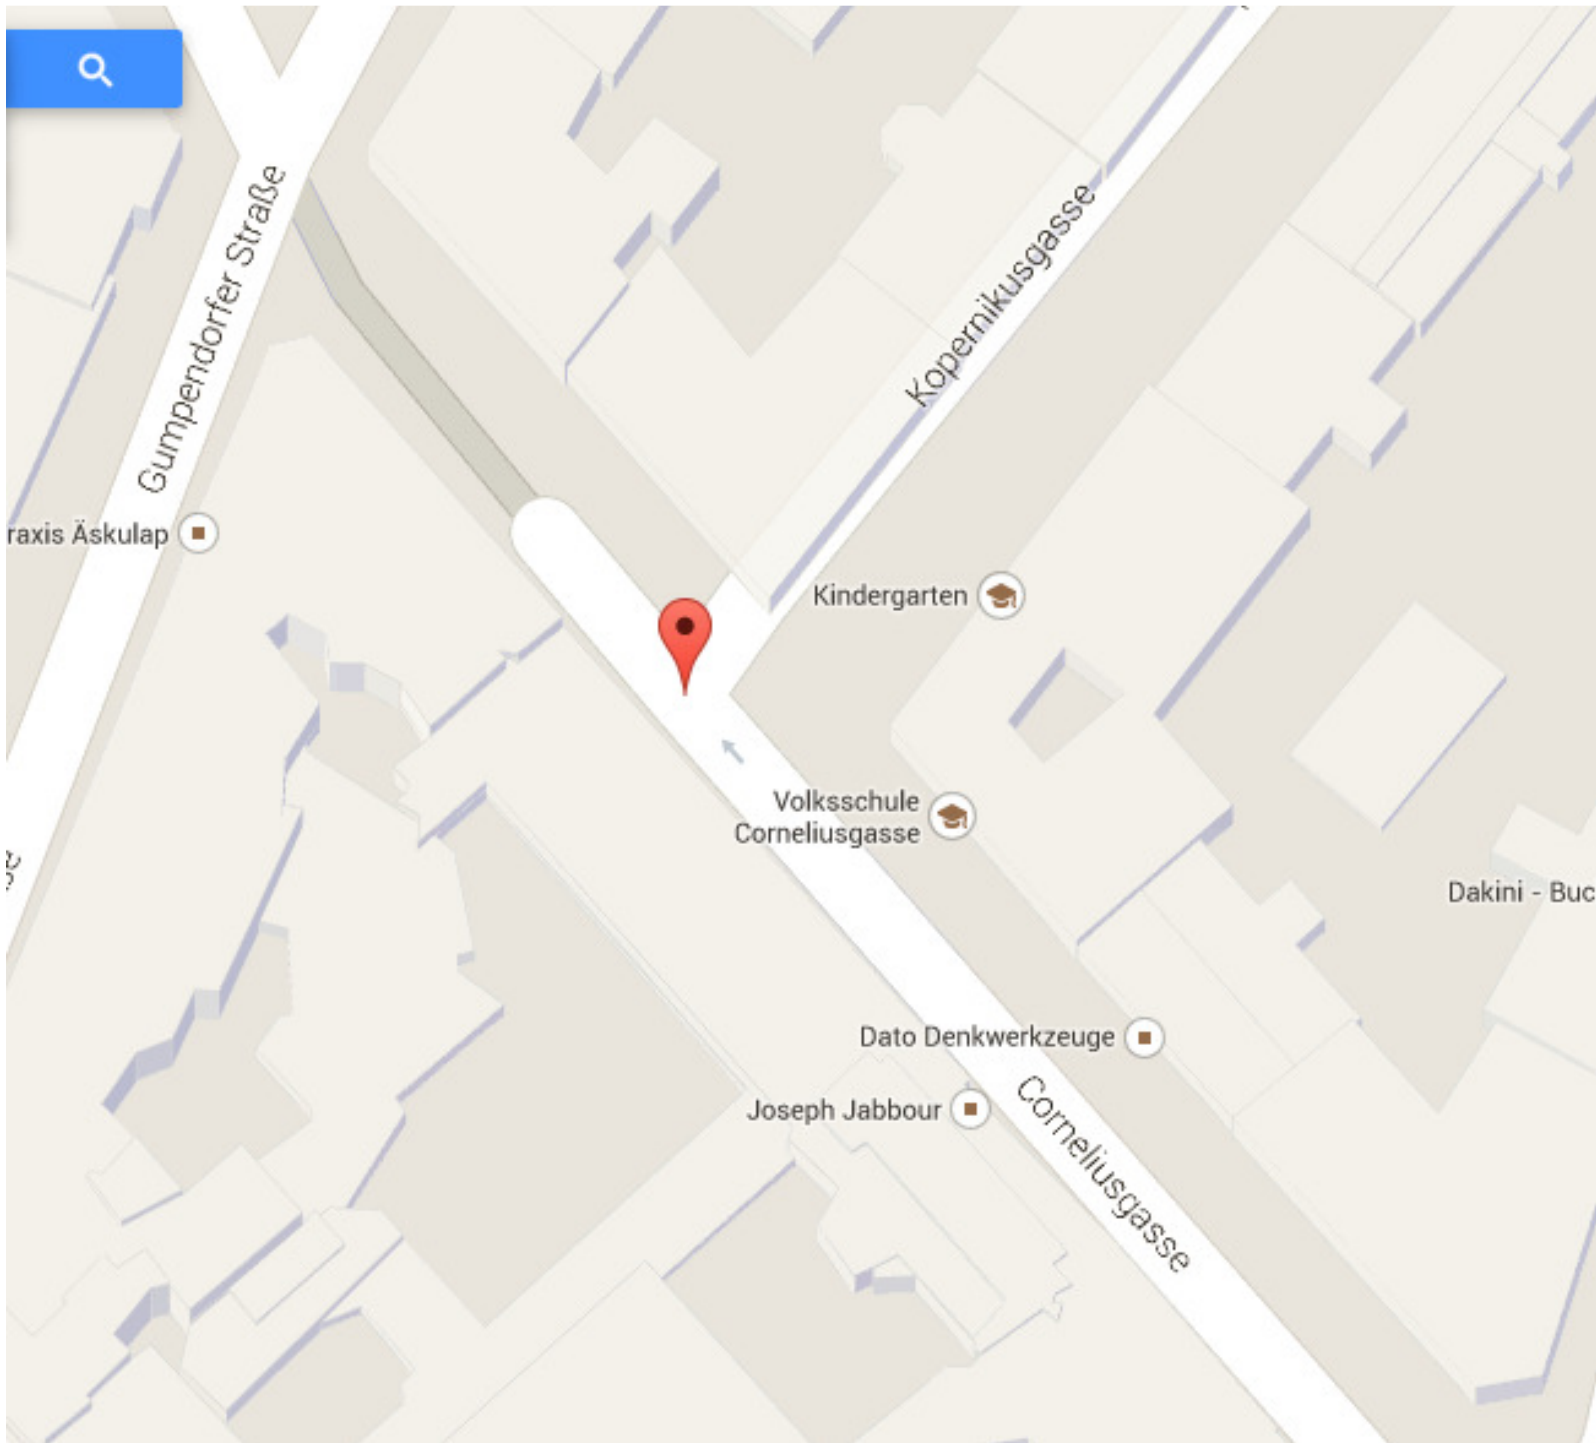 Gumpendorfer Straße
Kopernikusgasse
raxis Äskulap
Kindergarten
Volksschule
Corneliusgasse
Dakini - Buc
Dato Denkwerkzeuge
Joseph Jabbour
Corneliusgasse